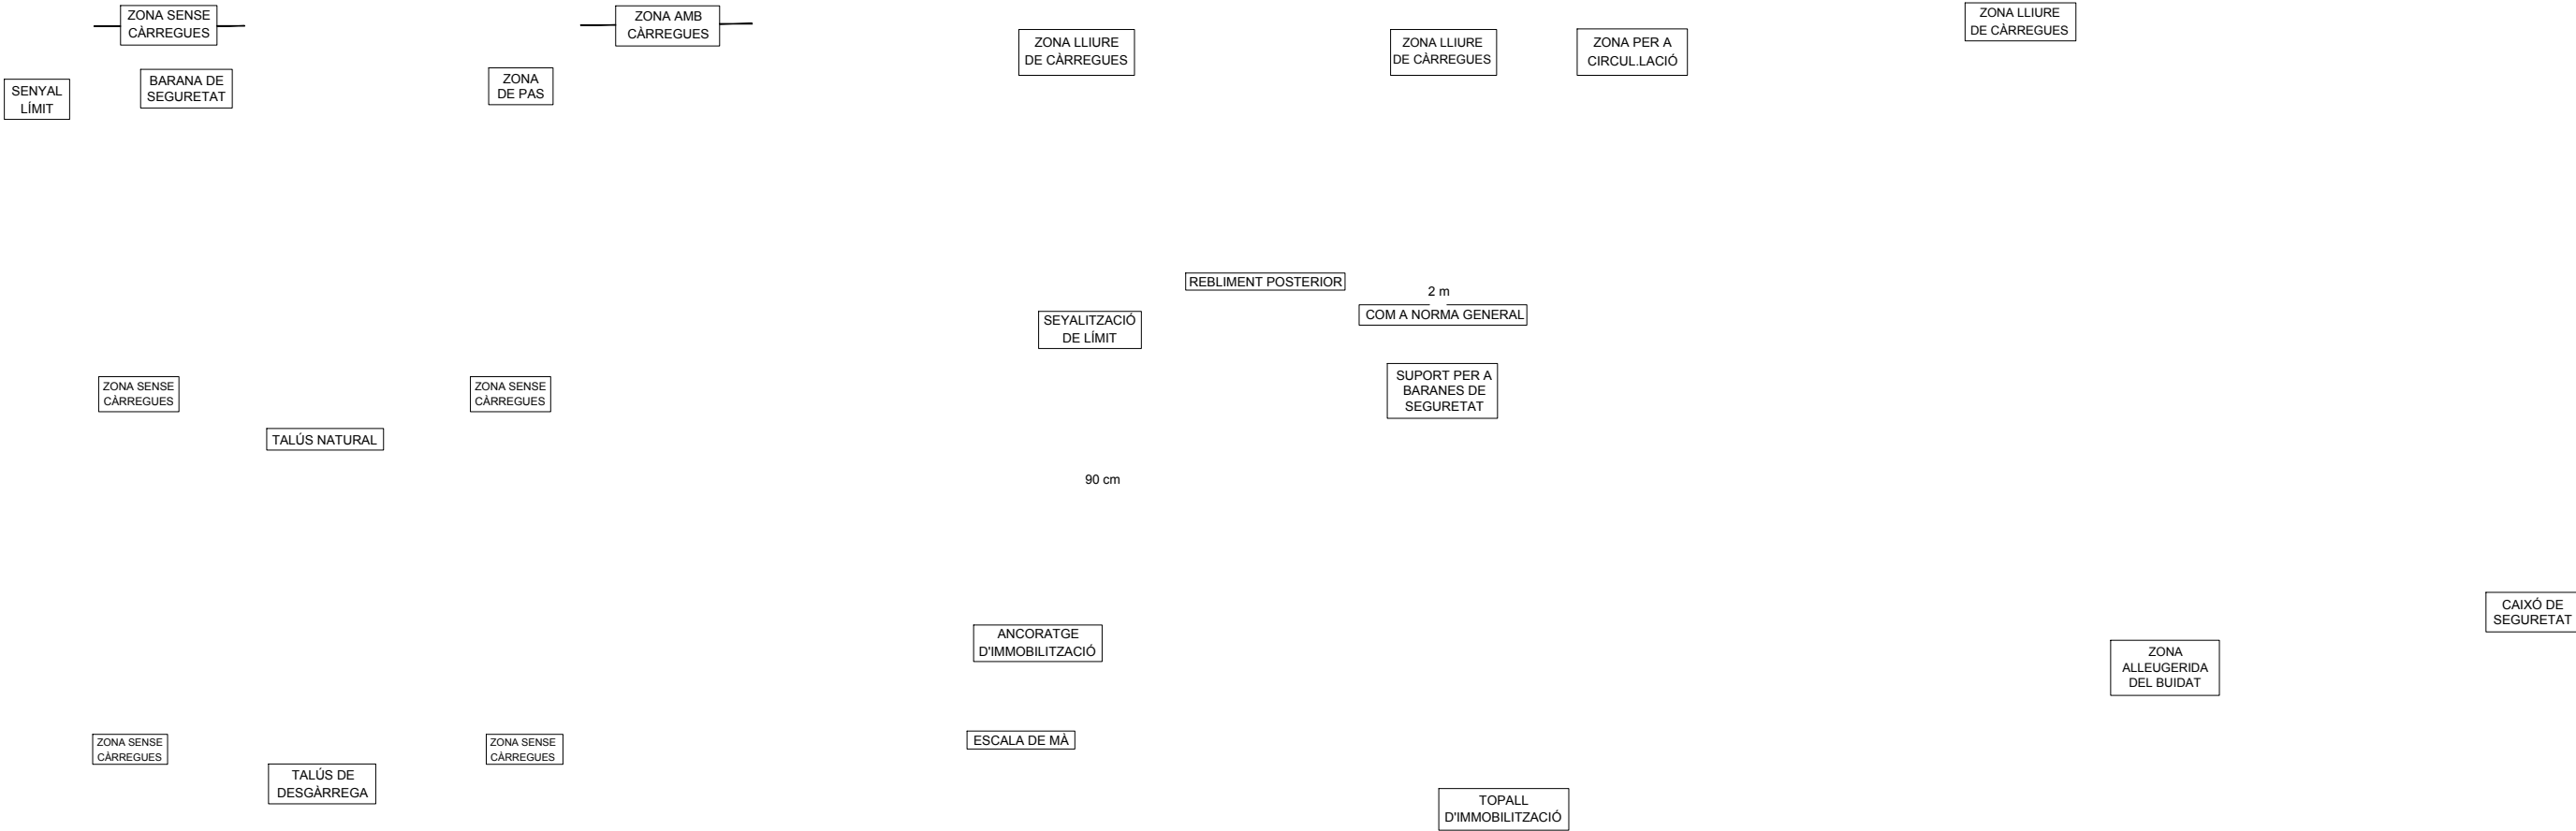 ZONA SENSE
CÀRREGUES
ZONA AMB
CÀRREGUES
ZONA LLIURE
DE CÀRREGUES
ZONA LLIURE
DE CÀRREGUES
ZONA PER A
CIRCUL.LACIÓ
ZONA LLIURE
DE CÀRREGUES
SENYAL
LÍMIT
BARANA DE
SEGURETAT
ZONA
DE PAS
REBLIMENT POSTERIOR
2 m
COM A NORMA GENERAL
SEYALITZACIÓ
DE LÍMIT
ZONA SENSE
CÀRREGUES
ZONA SENSE
CÀRREGUES
SUPORT PER A
BARANES DE
SEGURETAT
TALÚS NATURAL
90 cm
CAIXÓ DE
SEGURETAT
ANCORATGE
D'IMMOBILITZACIÓ
ZONA
ALLEUGERIDA
DEL BUIDAT
ZONA SENSE
CÀRREGUES
ZONA SENSE
CÀRREGUES
ESCALA DE MÀ
TALÚS DE
DESGÀRREGA
TOPALL
D'IMMOBILITZACIÓ